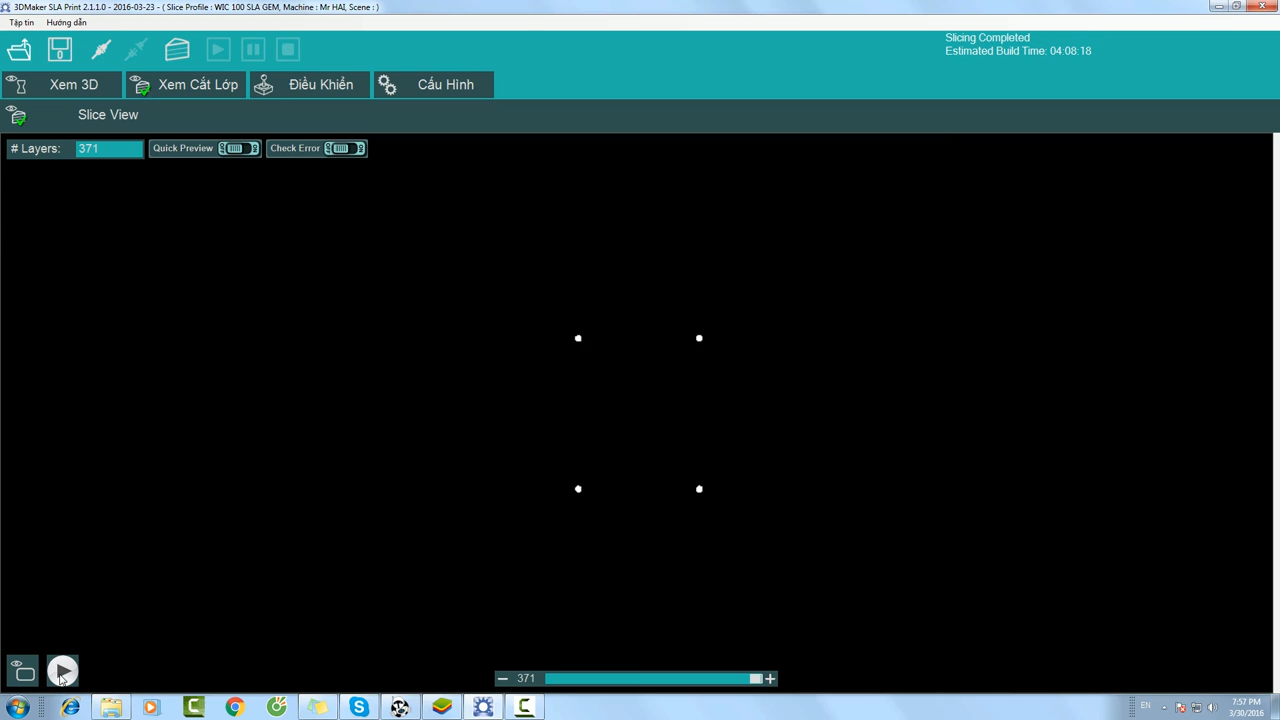 3DMaker SLA Print 2.1.1.0 - 2016-03-23 - ( Slice Profile : WIC 100 SLA GEM, Machine : Mr HAI, Scene : )
Tập tin Hướng dẫn
Slicing Completed
Estimated Build Time: 04:08:18
Xem 3D Xem Cắt Lớp Điều Khiển Cấu Hình
Slice View
# Layers: 371 Quick Preview Check Error
371
EN 7:57 PM
3/30/2016